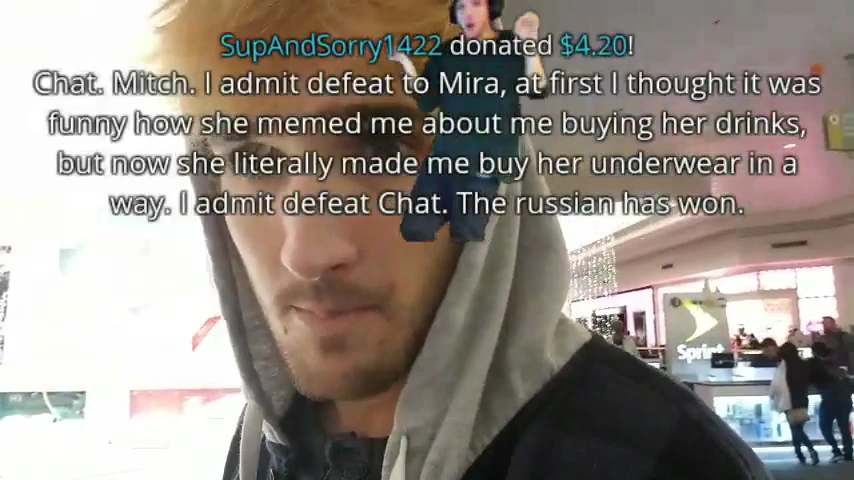 SupAndSorry1422 donated $4.20!
Chat. Mitch. I admit defeat to Mira, at first I thought it was
funny how she memed me about me buying her drinks,
but now she literally made me buy her underwear in a
way. I admit defeat Chat. The russian has won.
Sprint